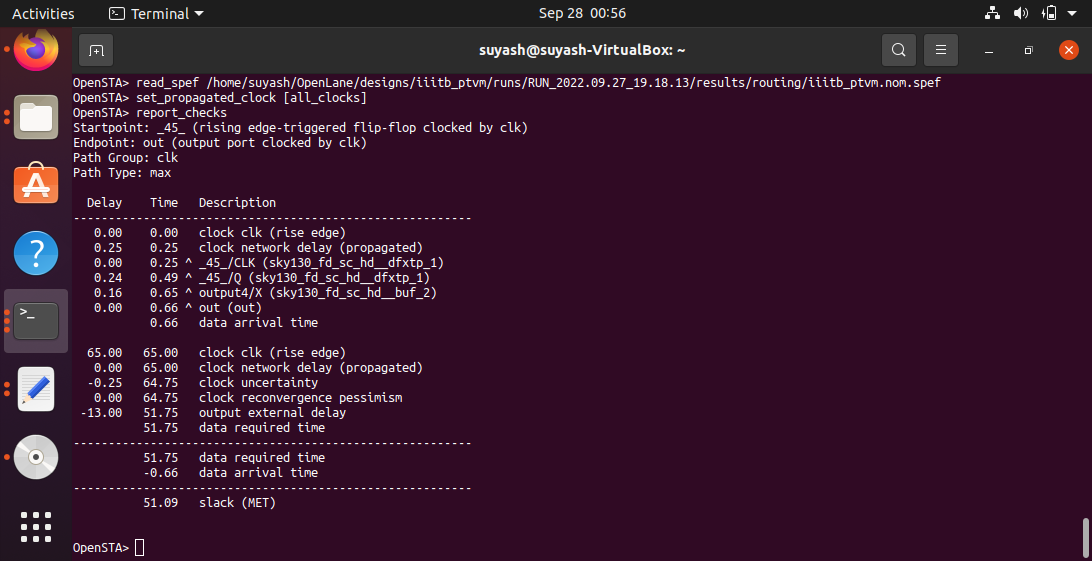 Activities Terminal Sep 28 00:56
suyash@suyash-VirtualBox: ~
OpenSTA> read_spef /home/suyash/OpenLane/designs/iiitb_ptvm/runs/RUN_2022.09.27_19.18.13/results/routing/iiitb_ptvm.nom.spef
OpenSTA> set_propagated_clock [all_clocks]
OpenSTA> report_checks
Startpoint: _45_ (rising edge-triggered flip-flop clocked by clk)
Endpoint: out (output port clocked by clk)
Path Group: clk
Path Type: max
  Delay    Time   Description
---------------------------------------------------------
   0.00    0.00   clock clk (rise edge)
   0.25    0.25   clock network delay (propagated)
   0.00    0.25 ^ _45_/CLK (sky130_fd_sc_hd__dfxtp_1)
   0.24    0.49 ^ _45_/Q (sky130_fd_sc_hd__dfxtp_1)
   0.16    0.65 ^ output4/X (sky130_fd_sc_hd__buf_2)
   0.00    0.66 ^ out (out)
           0.66   data arrival time
  65.00   65.00   clock clk (rise edge)
   0.00   65.00   clock network delay (propagated)
  -0.25   64.75   clock uncertainty
   0.00   64.75   clock reconvergence pessimism
 -13.00   51.75   output external delay
          51.75   data required time
---------------------------------------------------------
          51.75   data required time
          -0.66   data arrival time
---------------------------------------------------------
          51.09   slack (MET)
OpenSTA>